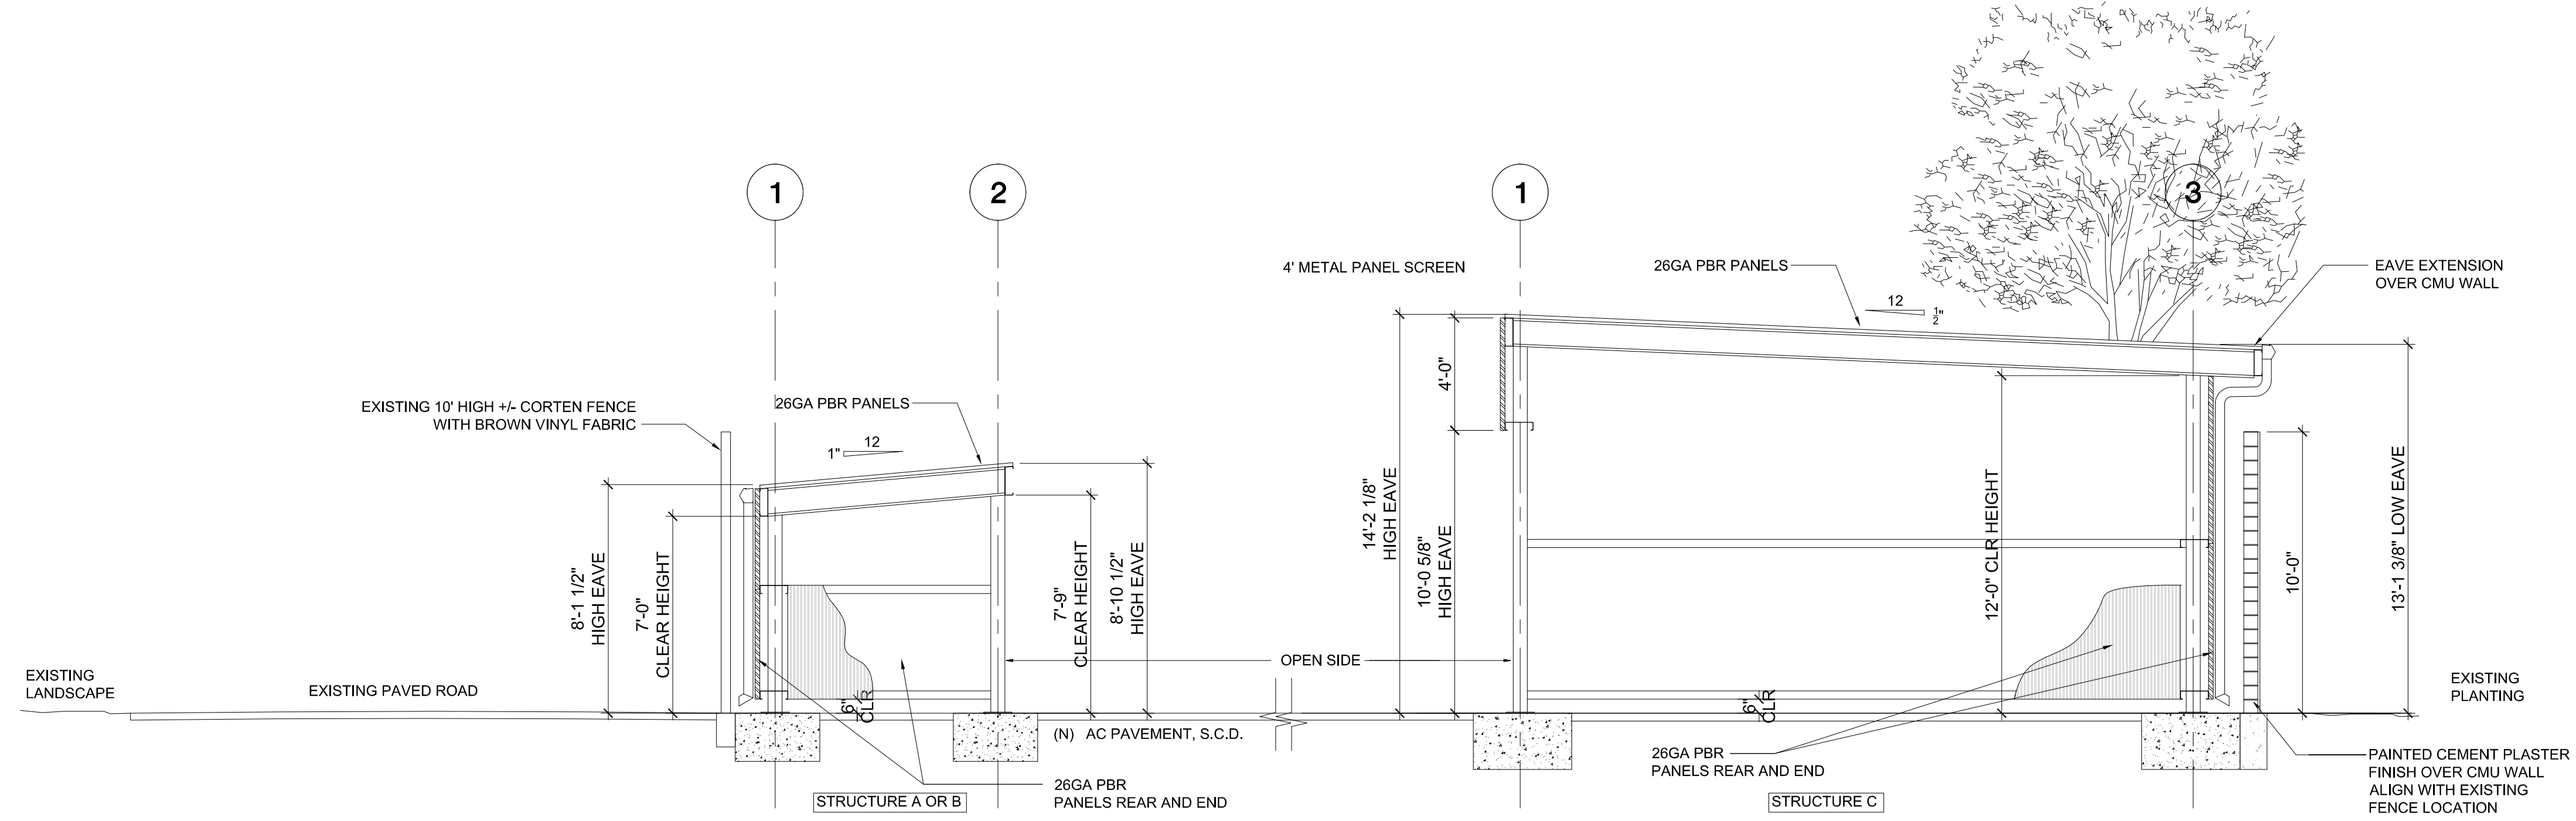 1
2
1
3
4' METAL PANEL SCREEN
26GA PBR PANELS
EAVE EXTENSION
OVER CMU WALL
12
1/2"
EXISTING 10' HIGH +/- CORTEN FENCE
WITH BROWN VINYL FABRIC
26GA PBR PANELS
12
1"
4'-0"
8'-1 1/2"
HIGH EAVE
7'-0"
CLEAR HEIGHT
7'-9"
CLEAR HEIGHT
8'-10 1/2"
HIGH EAVE
14'-2 1/8"
HIGH EAVE
10'-0 5/8"
HIGH EAVE
12'-0" CLR HEIGHT
10'-0"
13'-1 3/8" LOW EAVE
EXISTING
LANDSCAPE
EXISTING PAVED ROAD
6"
CLR
OPEN SIDE
6"
CLR
EXISTING
PLANTING
(N) AC PAVEMENT, S.C.D.
26GA PBR
PANELS REAR AND END
STRUCTURE A OR B
26GA PBR
PANELS REAR AND END
STRUCTURE C
PAINTED CEMENT PLASTER
FINISH OVER CMU WALL
ALIGN WITH EXISTING
FENCE LOCATION